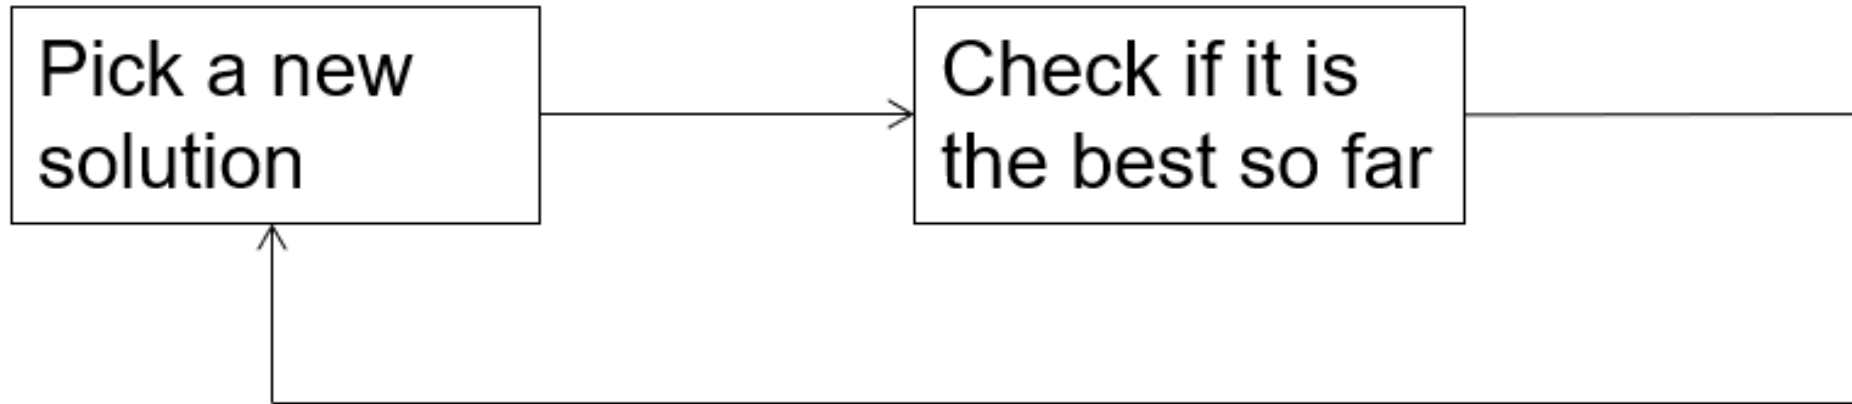 Pick a new
solution
Check if it is
the best so far